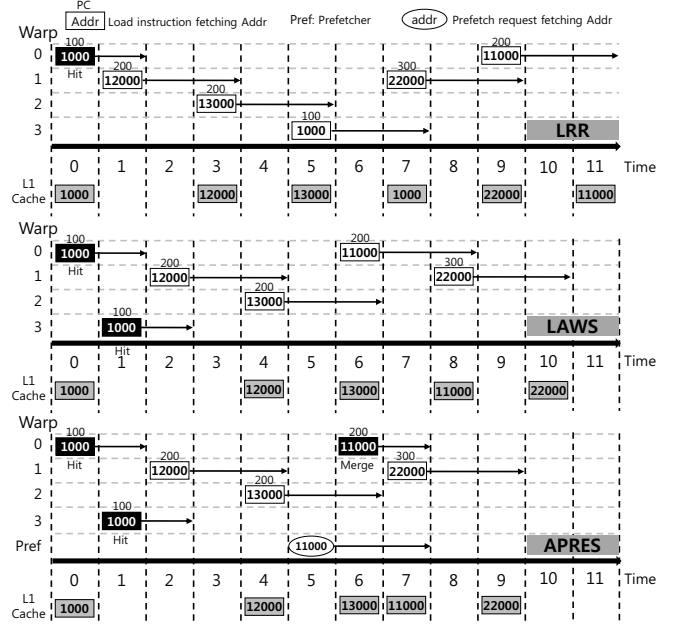 PC
Addr Load instruction fetching Addr Pref: Prefetcher addr Prefetch request fetching Addr
Warp
100 200
0 1000 11000
Hit 200 300
1 12000 22000
200
2 13000
100
3 1000 LRR
0 1 2 3 4 5 6 7 8 9 10 11 Time
L1
Cache 1000 12000 13000 1000 22000 11000
Warp
100 200
0 1000 11000
Hit 200 300
1 12000 22000
200
2 13000
100
3 1000 LAWS
Hit
0 1 2 3 4 5 6 7 8 9 10 11 Time
L1
Cache 1000 12000 13000 11000 22000
Warp
100 200
0 1000 11000
Hit 200 Merge 300
1 12000 22000
200
2 13000
100
3 1000
Hit
Pref 11000 APRES
0 1 2 3 4 5 6 7 8 9 10 11 Time
L1
Cache 1000 12000 13000 11000 22000